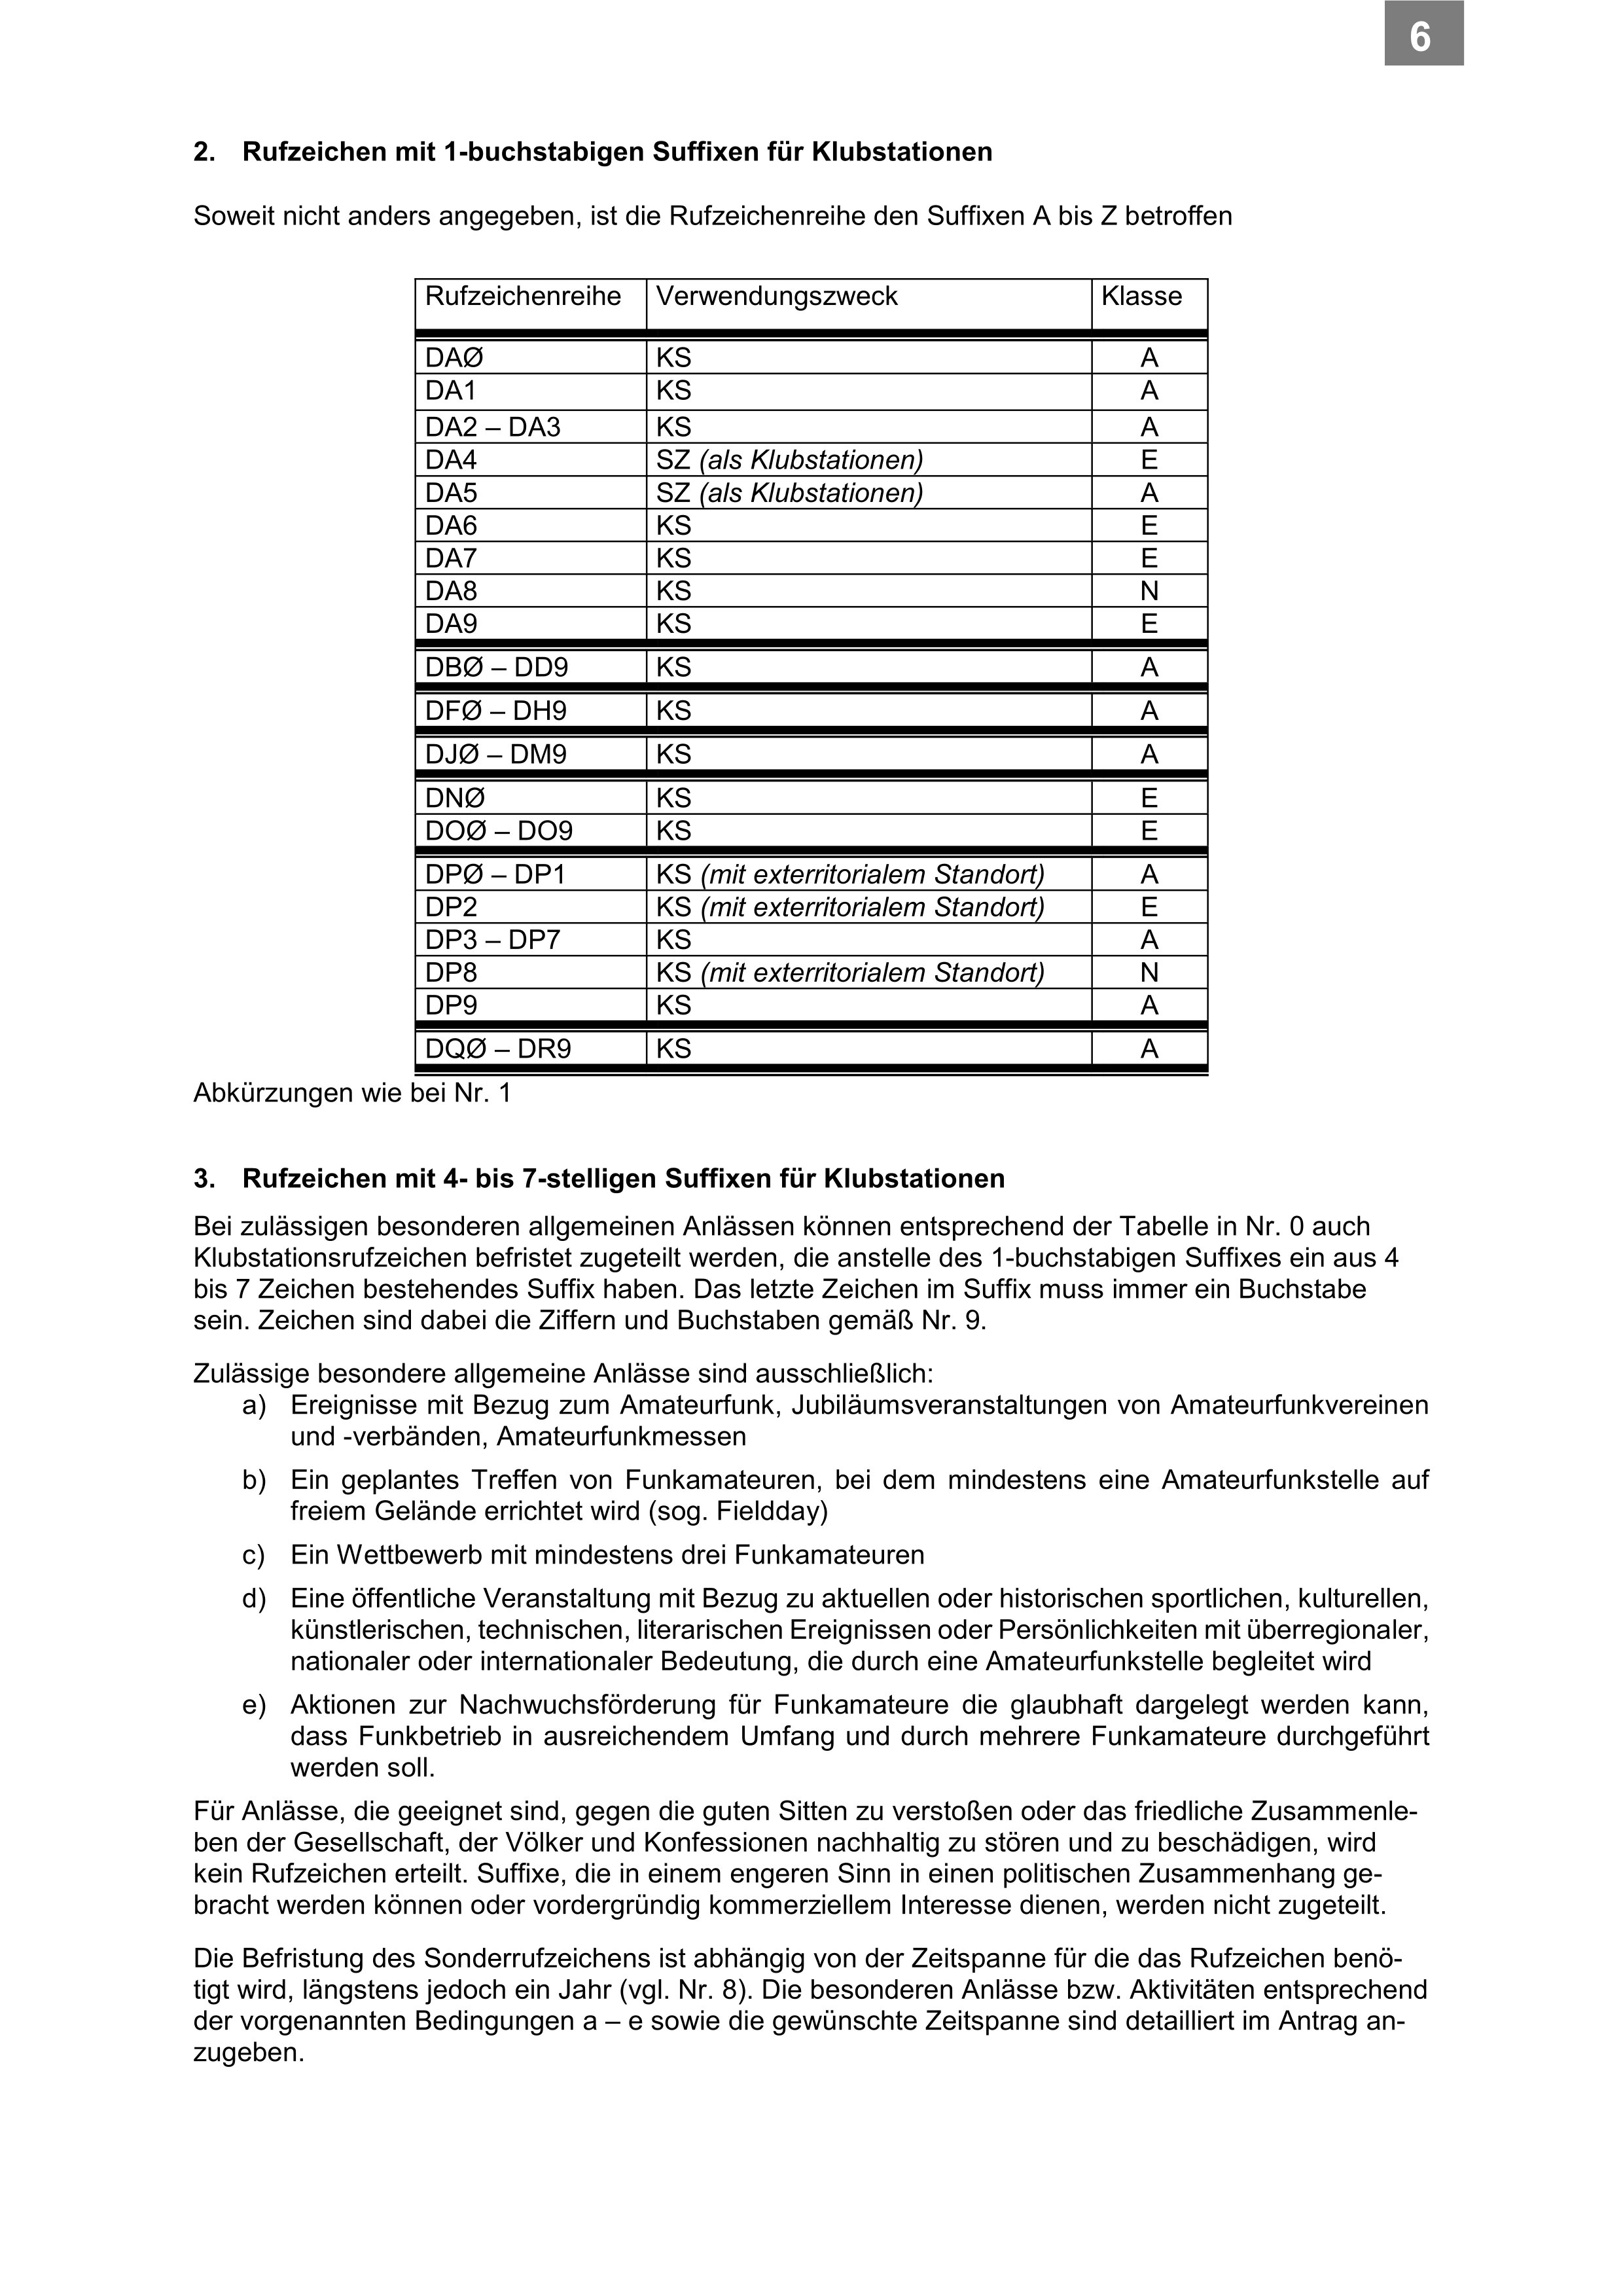 6
2. Rufzeichen mit 1-buchstabigen Suffixen für Klubstationen
Soweit nicht anders angegeben, ist die Rufzeichenreihe den Suffixen A bis Z betroffen
Rufzeichenreihe Verwendungszweck Klasse
DAØ KS A
DA1 KS A
DA2 – DA3 KS A
DA4 SZ (als Klubstationen) E
DA5 SZ (als Klubstationen) A
DA6 KS E
DA7 KS E
DA8 KS N
DA9 KS E
DBØ – DD9 KS A
DFØ – DH9 KS A
DJØ – DM9 KS A
DNØ KS E
DOØ – DO9 KS E
DPØ – DP1 KS (mit exterritorialem Standort) A
DP2 KS (mit exterritorialem Standort) E
DP3 – DP7 KS A
DP8 KS (mit exterritorialem Standort) N
DP9 KS A
DQØ – DR9 KS A
Abkürzungen wie bei Nr. 1
3. Rufzeichen mit 4- bis 7-stelligen Suffixen für Klubstationen
Bei zulässigen besonderen allgemeinen Anlässen können entsprechend der Tabelle in Nr. 0 auch
Klubstationsrufzeichen befristet zugeteilt werden, die anstelle des 1-buchstabigen Suffixes ein aus 4
bis 7 Zeichen bestehendes Suffix haben. Das letzte Zeichen im Suffix muss immer ein Buchstabe
sein. Zeichen sind dabei die Ziffern und Buchstaben gemäß Nr. 9.
Zulässige besondere allgemeine Anlässe sind ausschließlich:
a) Ereignisse mit Bezug zum Amateurfunk, Jubiläumsveranstaltungen von Amateurfunkvereinen
und -verbänden, Amateurfunkmessen
b) Ein geplantes Treffen von Funkamateuren, bei dem mindestens eine Amateurfunkstelle auf
freiem Gelände errichtet wird (sog. Fieldday)
c) Ein Wettbewerb mit mindestens drei Funkamateuren
d) Eine öffentliche Veranstaltung mit Bezug zu aktuellen oder historischen sportlichen, kulturellen,
künstlerischen, technischen, literarischen Ereignissen oder Persönlichkeiten mit überregionaler,
nationaler oder internationaler Bedeutung, die durch eine Amateurfunkstelle begleitet wird
e) Aktionen zur Nachwuchsförderung für Funkamateure die glaubhaft dargelegt werden kann,
dass Funkbetrieb in ausreichendem Umfang und durch mehrere Funkamateure durchgeführt
werden soll.
Für Anlässe, die geeignet sind, gegen die guten Sitten zu verstoßen oder das friedliche Zusammenle-
ben der Gesellschaft, der Völker und Konfessionen nachhaltig zu stören und zu beschädigen, wird
kein Rufzeichen erteilt. Suffixe, die in einem engeren Sinn in einen politischen Zusammenhang ge-
bracht werden können oder vordergründig kommerziellem Interesse dienen, werden nicht zugeteilt.
Die Befristung des Sonderrufzeichens ist abhängig von der Zeitspanne für die das Rufzeichen benö-
tigt wird, längstens jedoch ein Jahr (vgl. Nr. 8). Die besonderen Anlässe bzw. Aktivitäten entsprechend
der vorgenannten Bedingungen a – e sowie die gewünschte Zeitspanne sind detailliert im Antrag an-
zugeben.